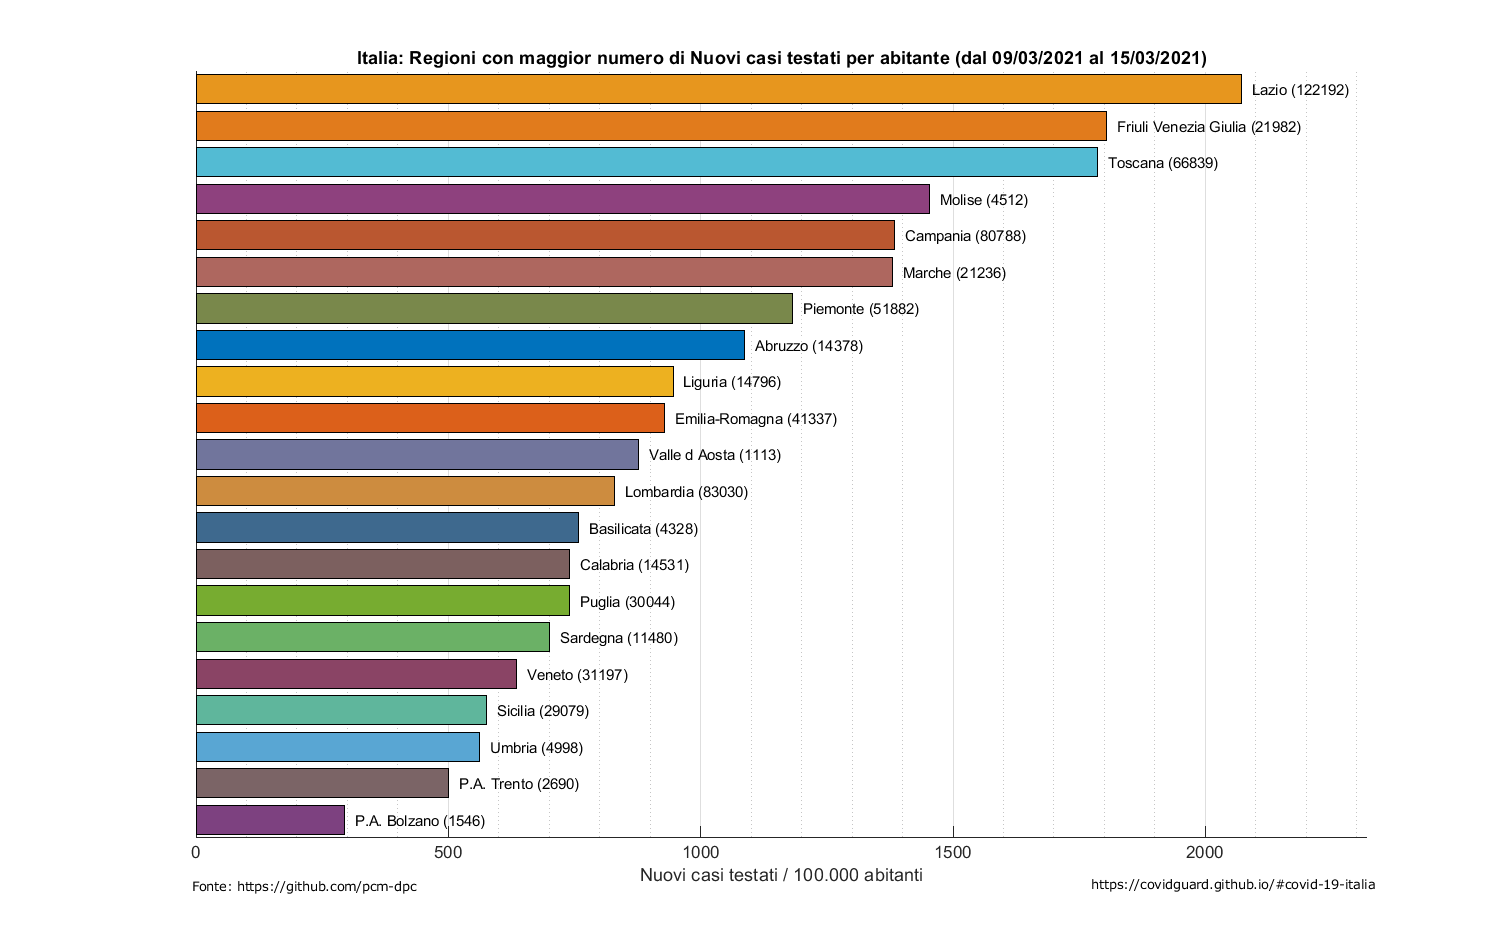 Italia: Regioni con maggior numero di Nuovi casi testati per abitante (dal 09/03/2021 al 15/03/2021)
Lazio (122192)
Friuli Venezia Giulia (21982)
Toscana (66839)
Molise (4512)
Campania (80788)
Marche (21236)
Piemonte (51882)
Abruzzo (14378)
Liguria (14796)
Emilia-Romagna (41337)
Valle d Aosta (1113)
Lombardia (83030)
Basilicata (4328)
Calabria (14531)
Puglia (30044)
Sardegna (11480)
Veneto (31197)
Sicilia (29079)
Umbria (4998)
P.A. Trento (2690)
P.A. Bolzano (1546)
0 500 1000 1500 2000
Nuovi casi testati / 100.000 abitanti
Fonte: https://github.com/pcm-dpc
https://covidguard.github.io/#covid-19-italia